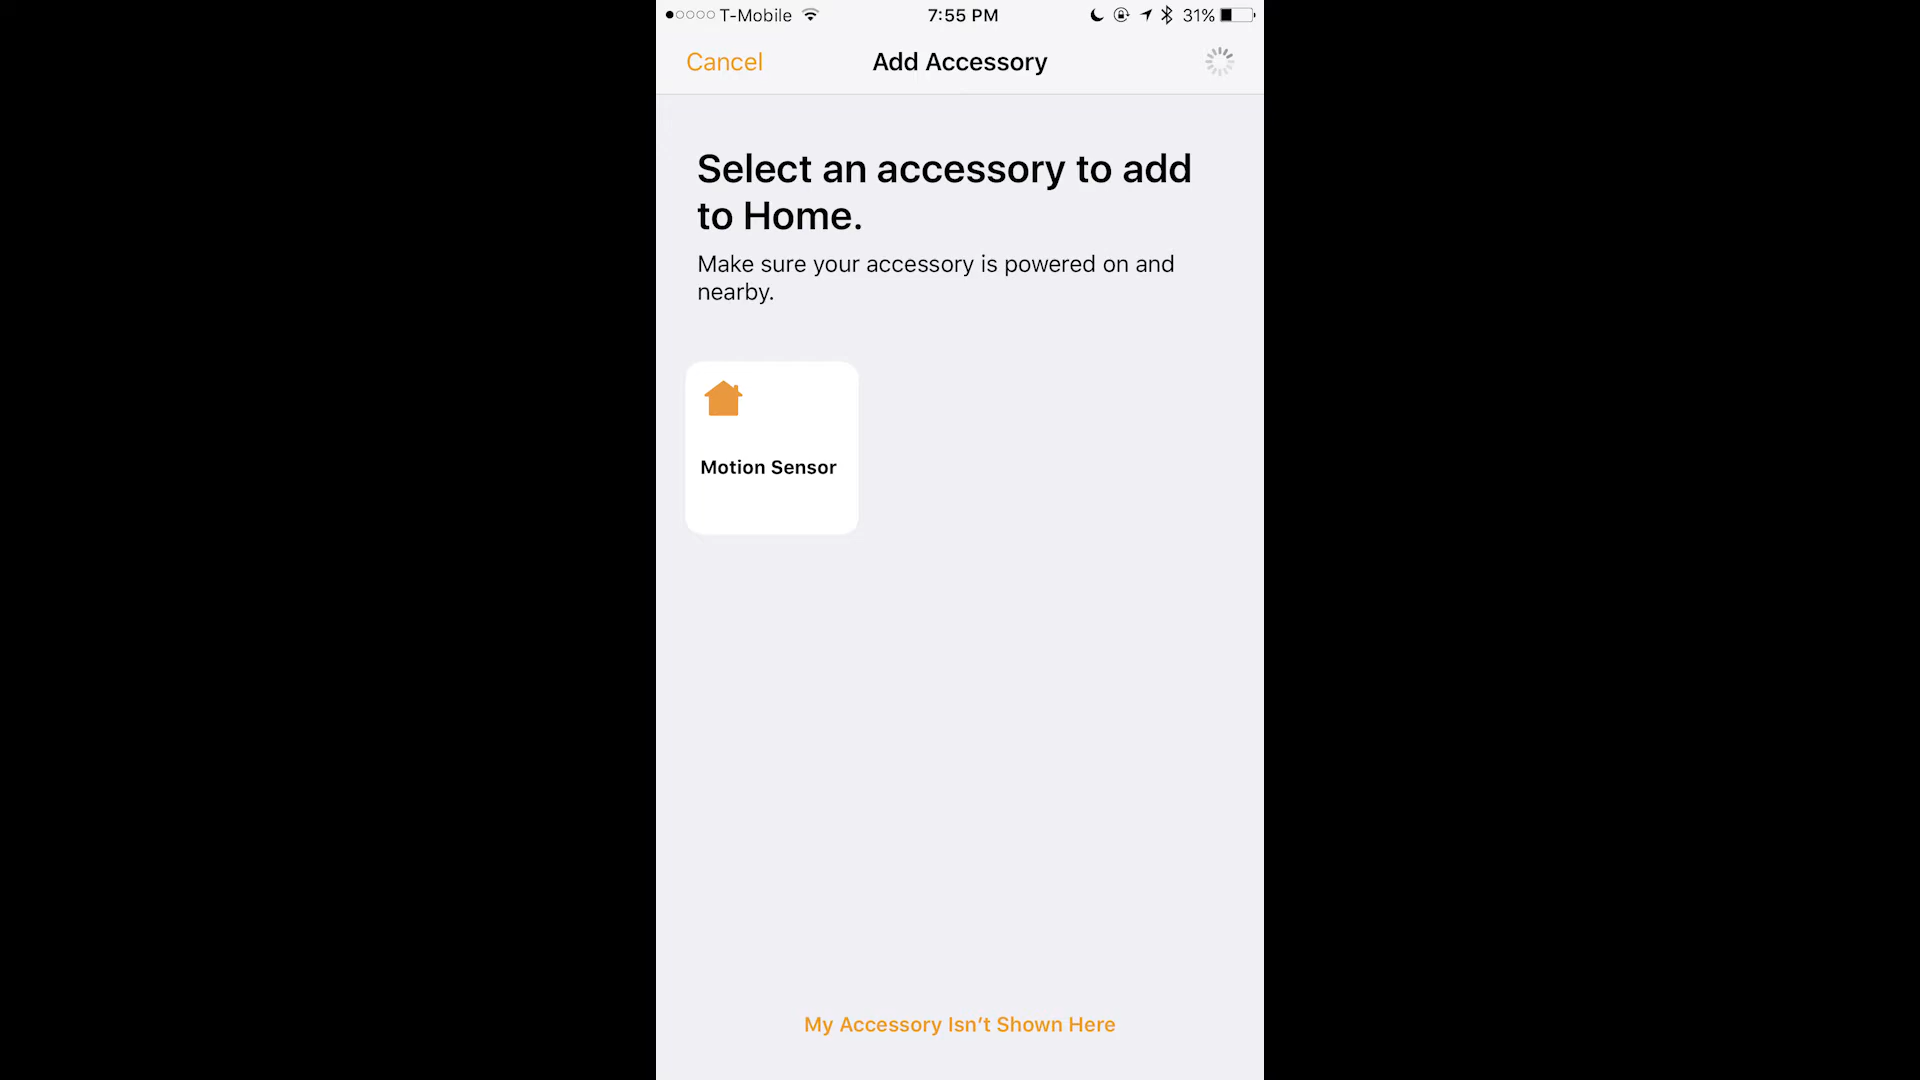 T-Mobile 7:55 PM 31%
Cancel Add Accessory
Select an accessory to add
to Home.
Make sure your accessory is powered on and
nearby.
Motion Sensor
My Accessory Isn’t Shown Here